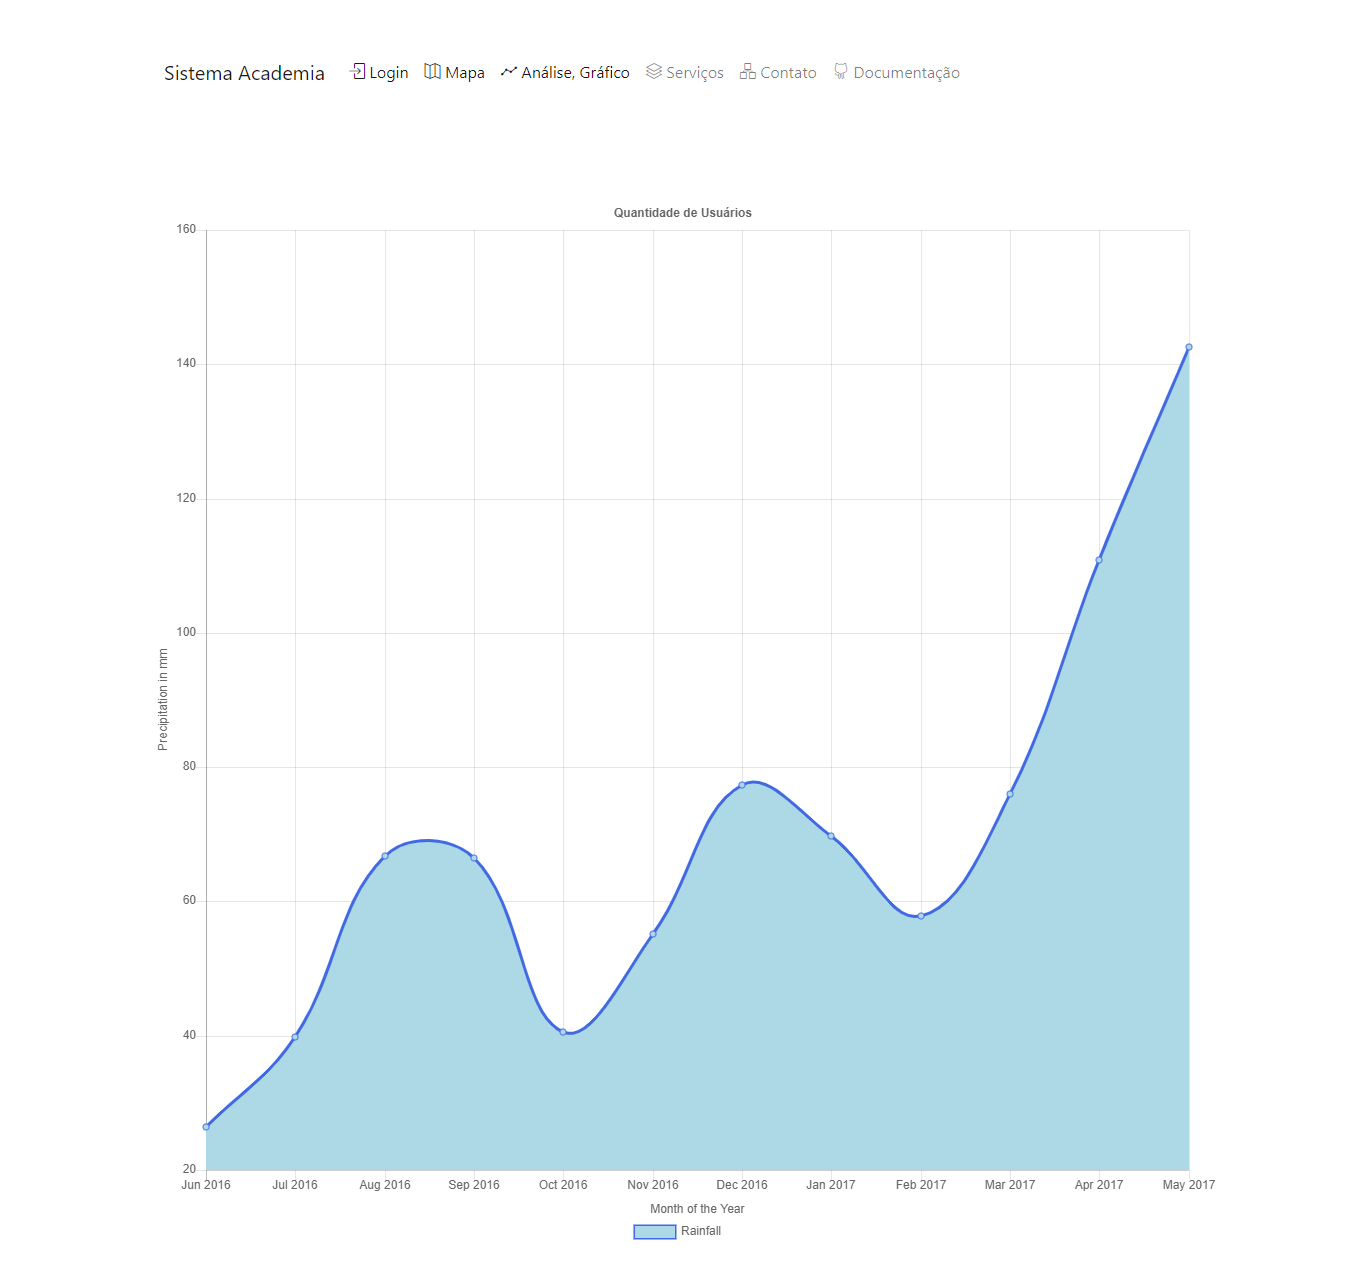 Sistema Academia Login Mapa Análise, Gráfico Serviços Contato Documentação
Quantidade de Usuários
160
140
120
100
80
60
40
20
Precipitation in mm
Jun 2016 Jul 2016 Aug 2016 Sep 2016 Oct 2016 Nov 2016 Dec 2016 Jan 2017 Feb 2017 Mar 2017 Apr 2017 May 2017
Month of the Year
Rainfall